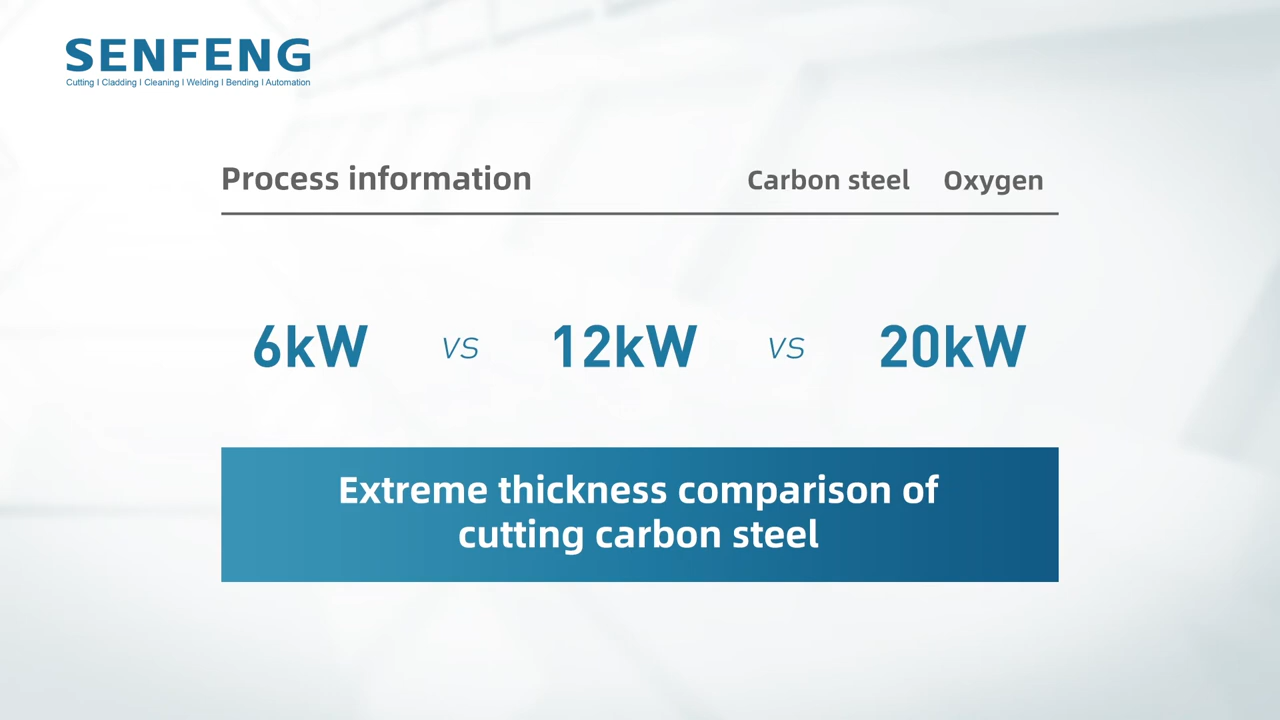 SENFENG
Cutting I Cladding I Cleaning I Welding I Bending I Automation
Process information Carbon steel Oxygen
6kW vs 12kW vs 20kW
Extreme thickness comparison of
cutting carbon steel